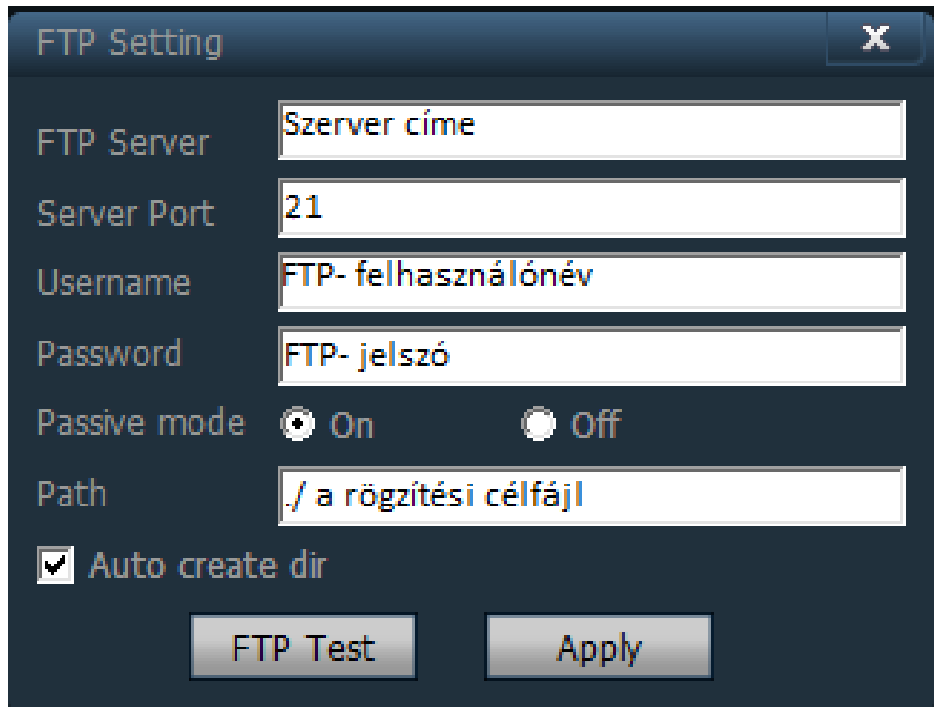 FTP Setting X
FTP Server Szerver címe
Server Port 21
Username FTP- felhasználónév
Password FTP- jelszó
Passive mode On Off
Path ./ a rögzítési célfájl
Auto create dir
FTP Test Apply